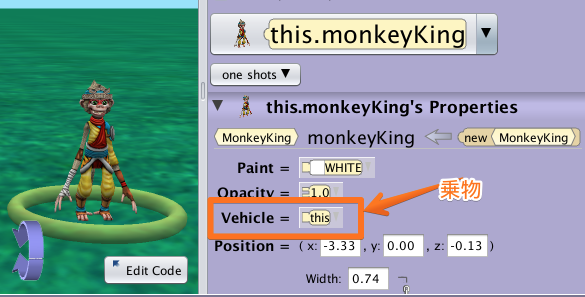 this.monkeyKing
one shots
this.monkeyKing's Properties
MonkeyKing monkeyKing new MonkeyKing
Paint = WHITE
乗物
Opacity = 1.0
Vehicle = this
Position = ( x: -3.33 , y: 0.00 , z: -0.13 )
Edit Code
Width: 0.74